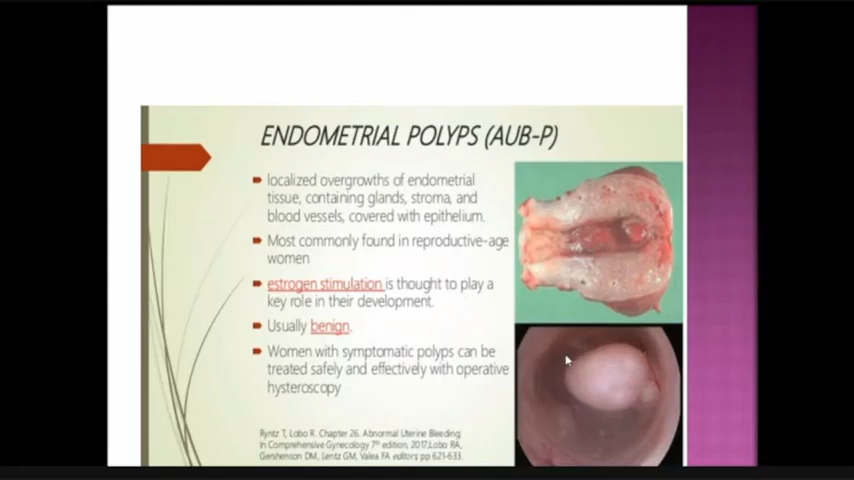 ENDOMETRIAL POLYPS (AUB-P)
localized overgrowths of endometrial
tissue, containing glands, stroma, and
blood vessels, covered with epithelium.
Most commonly found in reproductive-age
women
estrogen stimulation is thought to play a
key role in their development.
Usually benign.
Women with symptomatic polyps can be
treated safely and effectively with operative
hysteroscopy
Ryntz T, Lobo R. Chapter 26. Abnormal Uterine Bleeding;
In Comprehensive Gynecology 7th edition, 2017;Lobo RA,
Gershenson DM, Lentz GM, Valea FA editors; pp 621-633.